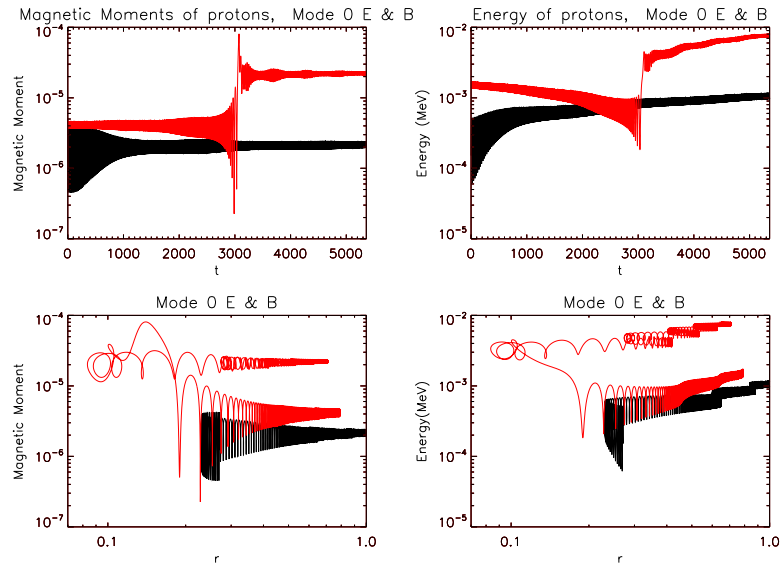 Magnetic Moments of protons,  Mode 0 E & B
Energy of protons,  Mode 0 E & B
Magnetic Moment
10^-4
10^-5
10^-6
10^-7
0 1000 2000 3000 4000 5000
t
Energy (MeV)
10^-2
10^-3
10^-4
10^-5
0 1000 2000 3000 4000 5000
t
Mode 0 E & B
Mode 0 E & B
Magnetic Moment
10^-4
10^-5
10^-6
10^-7
0.1 1.0
r
Energy(MeV)
10^-2
10^-3
10^-4
10^-5
0.1 1.0
r